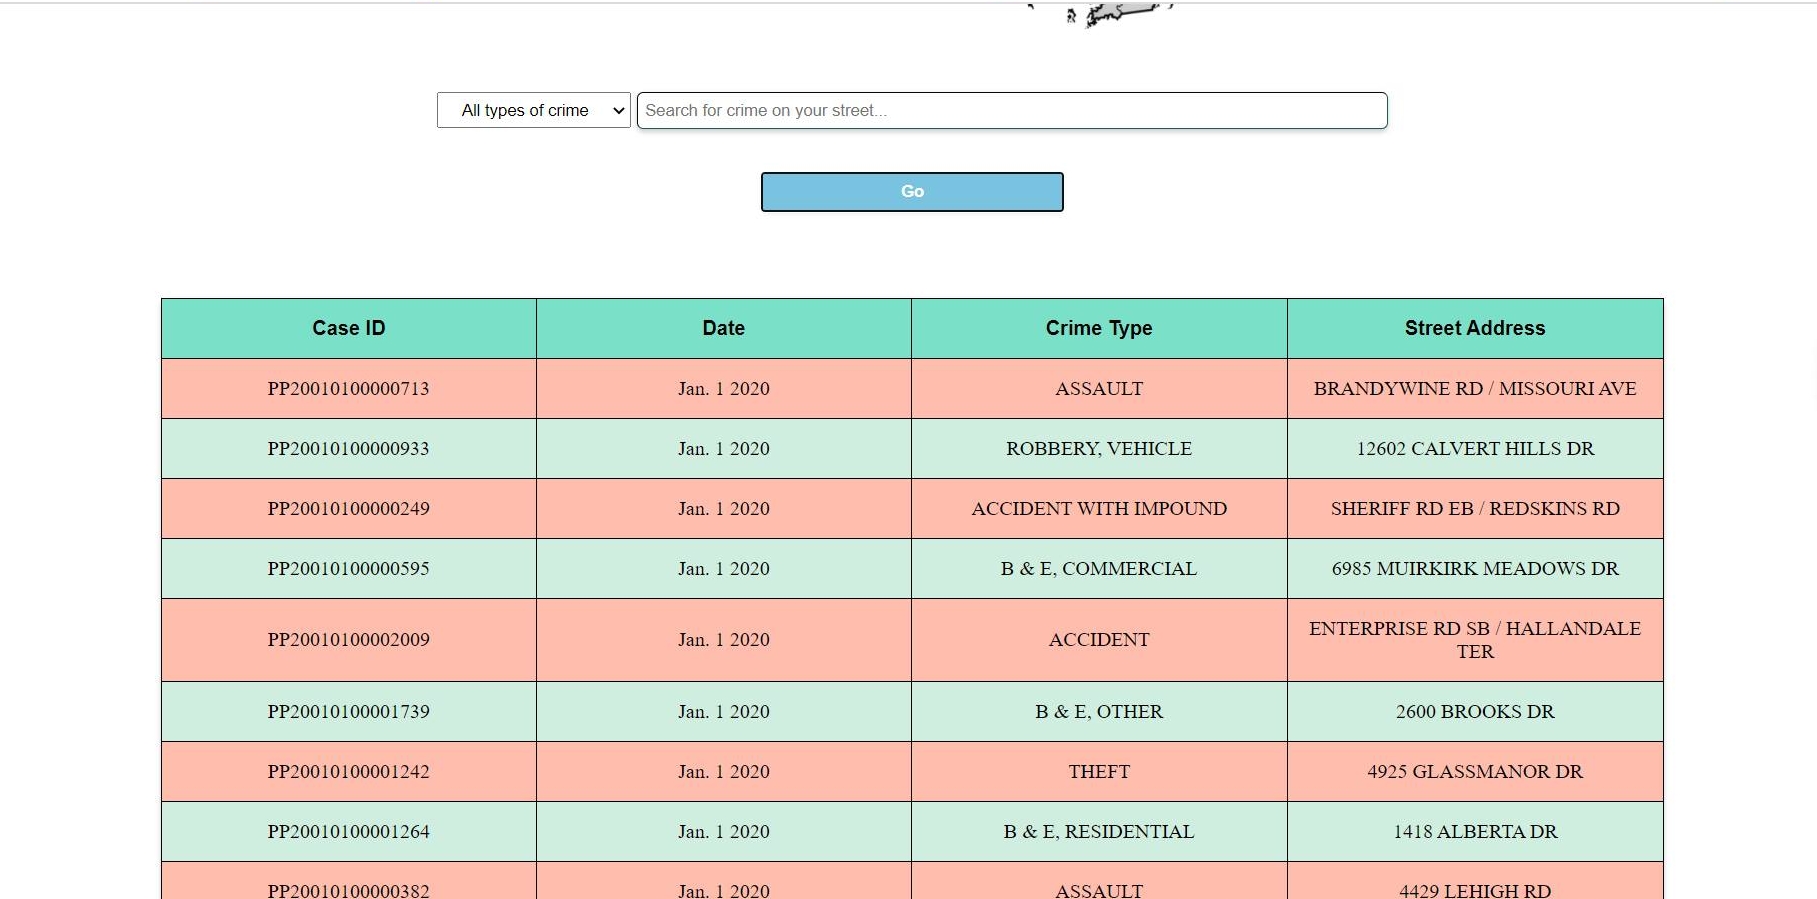 All types of crime Search for crime on your street...
Go
Case ID Date Crime Type Street Address
PP20010100000713 Jan. 1 2020 ASSAULT BRANDYWINE RD / MISSOURI AVE
PP20010100000933 Jan. 1 2020 ROBBERY, VEHICLE 12602 CALVERT HILLS DR
PP20010100000249 Jan. 1 2020 ACCIDENT WITH IMPOUND SHERIFF RD EB / REDSKINS RD
PP20010100000595 Jan. 1 2020 B & E, COMMERCIAL 6985 MUIRKIRK MEADOWS DR
PP20010100002009 Jan. 1 2020 ACCIDENT ENTERPRISE RD SB / HALLANDALE
TER
PP20010100001739 Jan. 1 2020 B & E, OTHER 2600 BROOKS DR
PP20010100001242 Jan. 1 2020 THEFT 4925 GLASSMANOR DR
PP20010100001264 Jan. 1 2020 B & E, RESIDENTIAL 1418 ALBERTA DR
PP20010100000382 Jan. 1 2020 ASSAULT 4429 LEHIGH RD